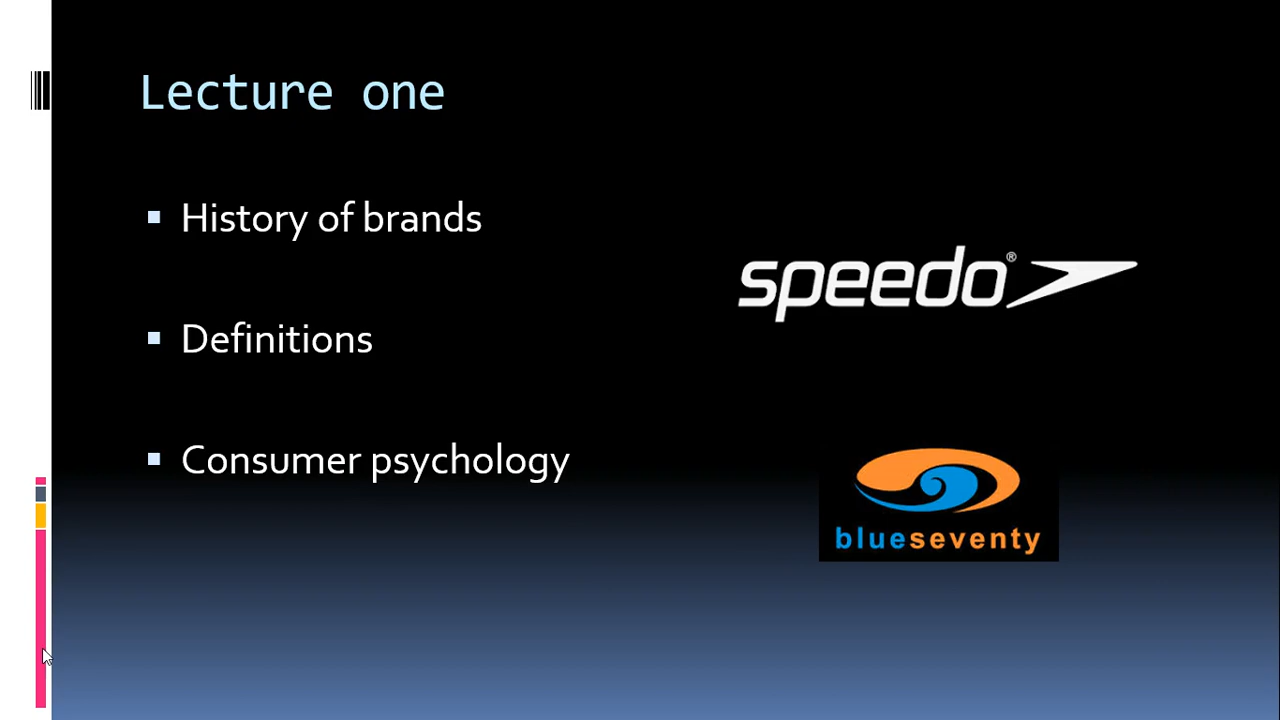 Lecture one
History of brands
Definitions
Consumer psychology
speedo®
blueseventy